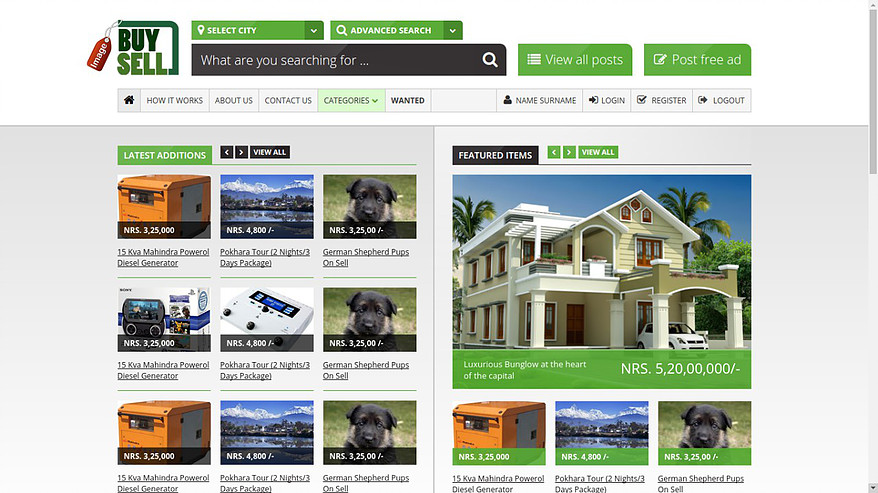 Image
BUY
SELL
SELECT CITY
ADVANCED SEARCH
What are you searching for ...
View all posts
Post free ad
HOW IT WORKS
ABOUT US
CONTACT US
CATEGORIES
WANTED
NAME SURNAME
LOGIN
REGISTER
LOGOUT
LATEST ADDITIONS
VIEW ALL
NRS. 3,25,000
NRS. 4,800 /-
NRS. 3,25,00 /-
15 Kva Mahindra Powerol
Diesel Generator
Pokhara Tour (2 Nights/3
Days Package)
German Shepherd Pups
On Sell
SONY
NRS. 3,25,000
NRS. 4,800 /-
NRS. 3,25,00 /-
15 Kva Mahindra Powerol
Diesel Generator
Pokhara Tour (2 Nights/3
Days Package)
German Shepherd Pups
On Sell
NRS. 3,25,000
NRS. 4,800 /-
NRS. 3,25,00 /-
15 Kva Mahindra Powerol
Diesel Generator
Pokhara Tour (2 Nights/3
Days Package)
German Shepherd Pups
On Sell
FEATURED ITEMS
VIEW ALL
Luxurious Bunglow at the heart
of the capital
NRS. 5,20,00,000/-
NRS. 3,25,000
NRS. 4,800 /-
NRS. 3,25,00 /-
15 Kva Mahindra Powerol
Diesel Generator
Pokhara Tour (2 Nights/3
Days Package)
German Shepherd Pups
On Sell